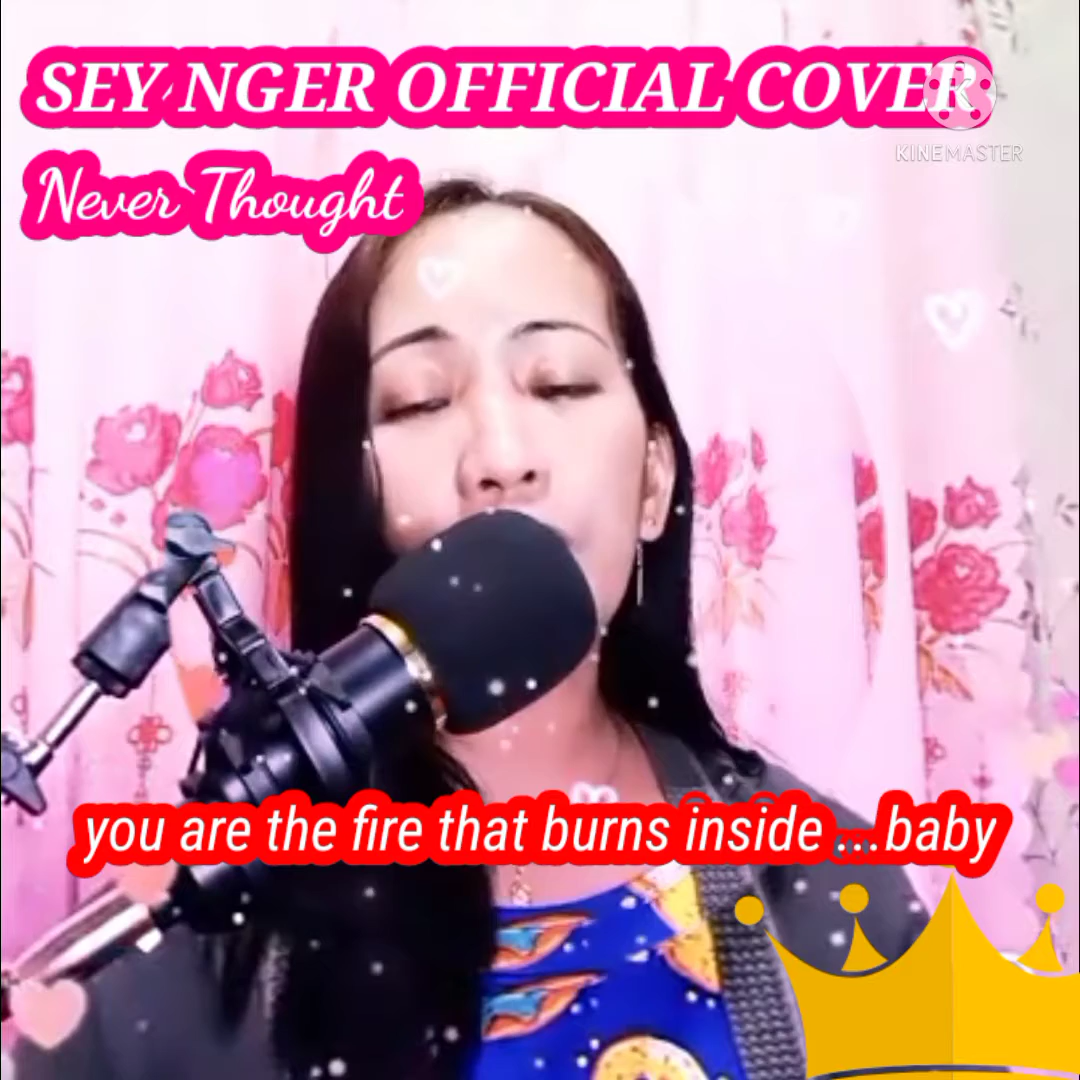 SEY NGER OFFICIAL COVER
KINEMASTER
Never Thought
you are the fire that burns inside ....baby